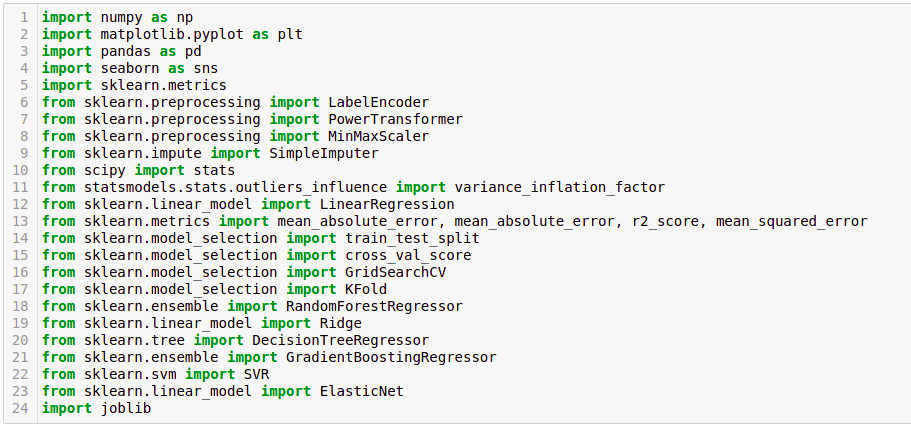 1 import numpy as np
2 import matplotlib.pyplot as plt
3 import pandas as pd
4 import seaborn as sns
5 import sklearn.metrics
6 from sklearn.preprocessing import LabelEncoder
7 from sklearn.preprocessing import PowerTransformer
8 from sklearn.preprocessing import MinMaxScaler
9 from sklearn.impute import SimpleImputer
10 from scipy import stats
11 from statsmodels.stats.outliers_influence import variance_inflation_factor
12 from sklearn.linear_model import LinearRegression
13 from sklearn.metrics import mean_absolute_error, mean_absolute_error, r2_score, mean_squared_error
14 from sklearn.model_selection import train_test_split
15 from sklearn.model_selection import cross_val_score
16 from sklearn.model_selection import GridSearchCV
17 from sklearn.model_selection import KFold
18 from sklearn.ensemble import RandomForestRegressor
19 from sklearn.linear_model import Ridge
20 from sklearn.tree import DecisionTreeRegressor
21 from sklearn.ensemble import GradientBoostingRegressor
22 from sklearn.svm import SVR
23 from sklearn.linear_model import ElasticNet
24 import joblib